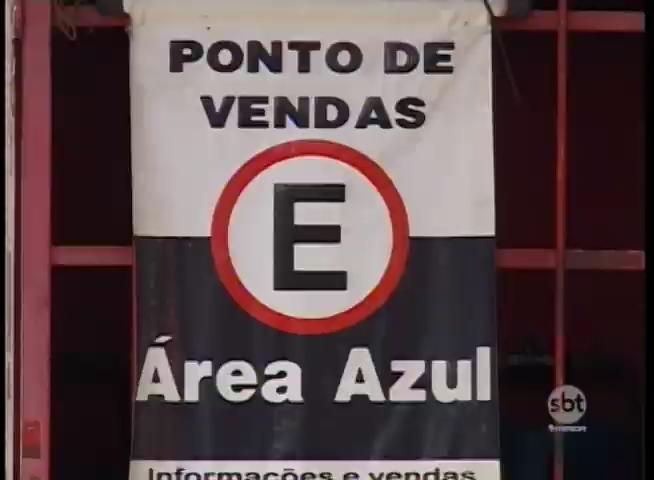 PONTO DE
VENDAS
E
Área Azul
Informações e vendas
sbt